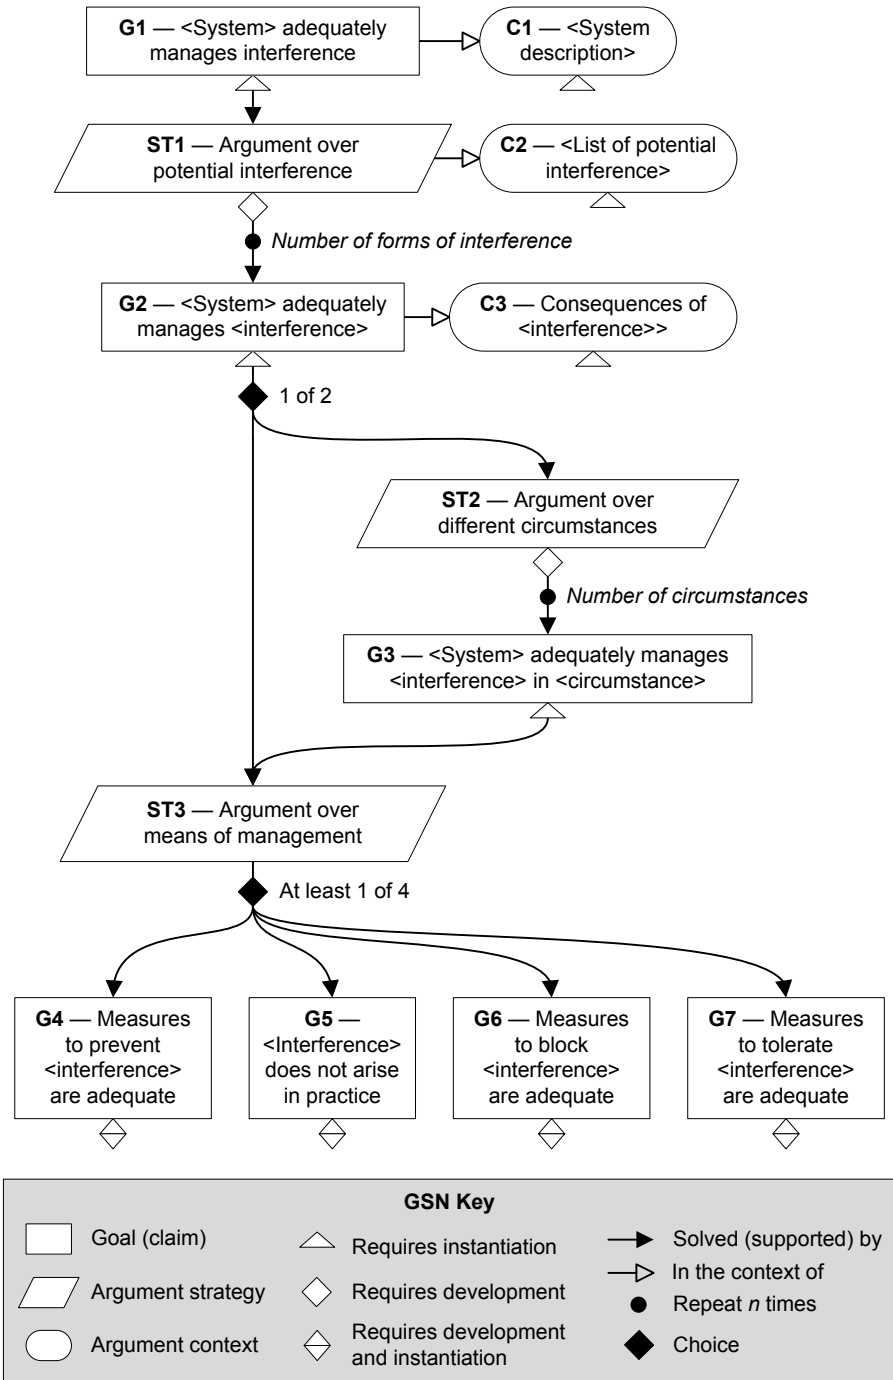 G1 — <System> adequately
manages interference
C1 — <System
description>
ST1 — Argument over
potential interference
C2 — <List of potential
interference>
Number of forms of interference
G2 — <System> adequately
manages <interference>
C3 — Consequences of
<interference>>
1 of 2
ST2 — Argument over
different circumstances
Number of circumstances
G3 — <System> adequately manages
<interference> in <circumstance>
ST3 — Argument over
means of management
At least 1 of 4
G4 — Measures
to prevent
<interference>
are adequate
G5 —
<Interference>
does not arise
in practice
G6 — Measures
to block
<interference>
are adequate
G7 — Measures
to tolerate
<interference>
are adequate
GSN Key
Goal (claim)
Argument strategy
Argument context
Requires instantiation
Requires development
Requires development
and instantiation
Solved (supported) by
In the context of
Repeat n times
Choice